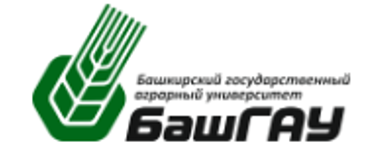 Башкирский государственный
аграрный университет
БашГАУ